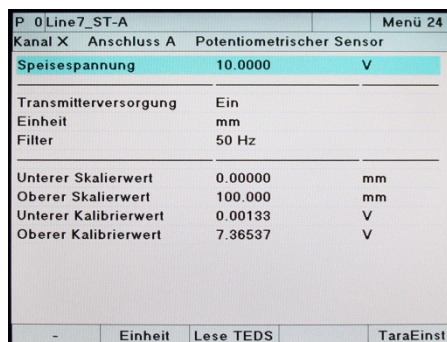 P 0 Line7_ST-A Menü 24
Kanal X Anschluss A Potentiometrischer Sensor
Speisespannung 10.0000 V
Transmitterversorgung Ein
Einheit mm
Filter 50 Hz
Unterer Skalierwert 0.00000 mm
Oberer Skalierwert 100.000 mm
Unterer Kalibrierwert 0.00133 V
Oberer Kalibrierwert 7.36537 V
- Einheit Lese TEDS TaraEinst